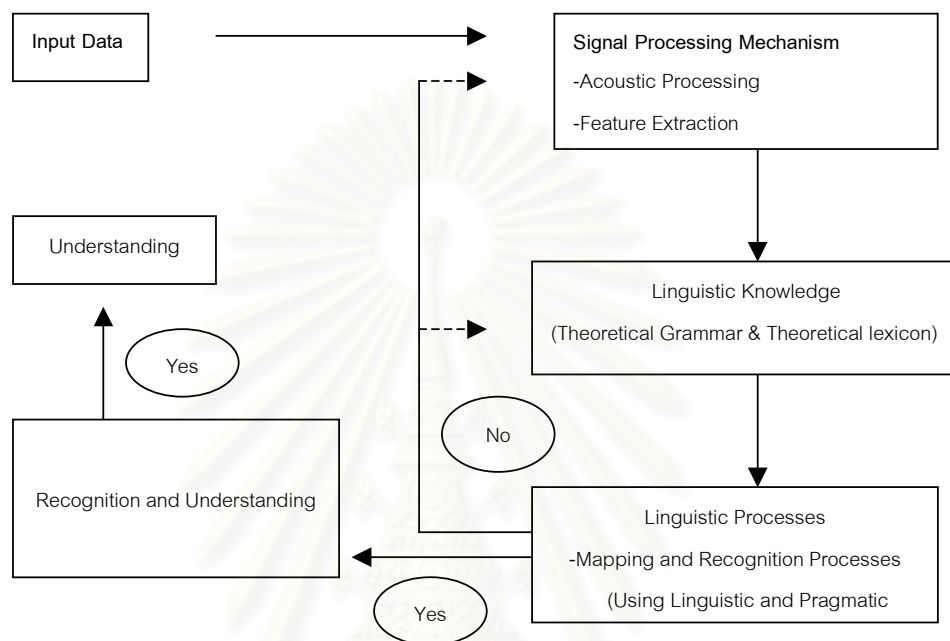 Input Data
Signal Processing Mechanism
-Acoustic Processing
-Feature Extraction
Understanding
Linguistic Knowledge
(Theoretical Grammar & Theoretical lexicon)
Yes
No
Recognition and Understanding
Linguistic Processes
-Mapping and Recognition Processes
(Using Linguistic and Pragmatic
Yes